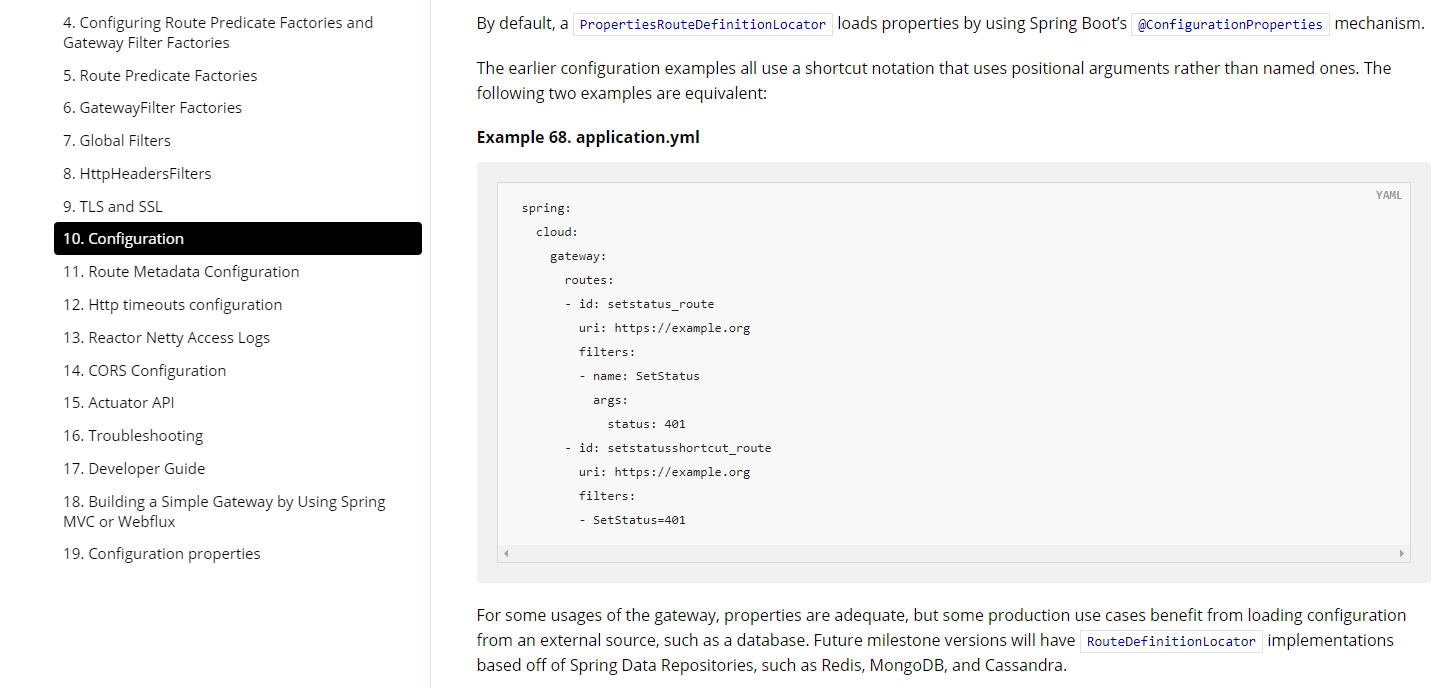 4. Configuring Route Predicate Factories and
Gateway Filter Factories
5. Route Predicate Factories
6. GatewayFilter Factories
7. Global Filters
8. HttpHeadersFilters
9. TLS and SSL
10. Configuration
11. Route Metadata Configuration
12. Http timeouts configuration
13. Reactor Netty Access Logs
14. CORS Configuration
15. Actuator API
16. Troubleshooting
17. Developer Guide
18. Building a Simple Gateway by Using Spring
MVC or Webflux
19. Configuration properties
By default, a PropertiesRouteDefinitionLocator loads properties by using Spring Boot’s @ConfigurationProperties mechanism.
The earlier configuration examples all use a shortcut notation that uses positional arguments rather than named ones. The
following two examples are equivalent:
Example 68. application.yml
YAML
spring:
  cloud:
    gateway:
      routes:
      - id: setstatus_route
        uri: https://example.org
        filters:
        - name: SetStatus
          args:
            status: 401
      - id: setstatusshortcut_route
        uri: https://example.org
        filters:
        - SetStatus=401
For some usages of the gateway, properties are adequate, but some production use cases benefit from loading configuration
from an external source, such as a database. Future milestone versions will have RouteDefinitionLocator implementations
based off of Spring Data Repositories, such as Redis, MongoDB, and Cassandra.